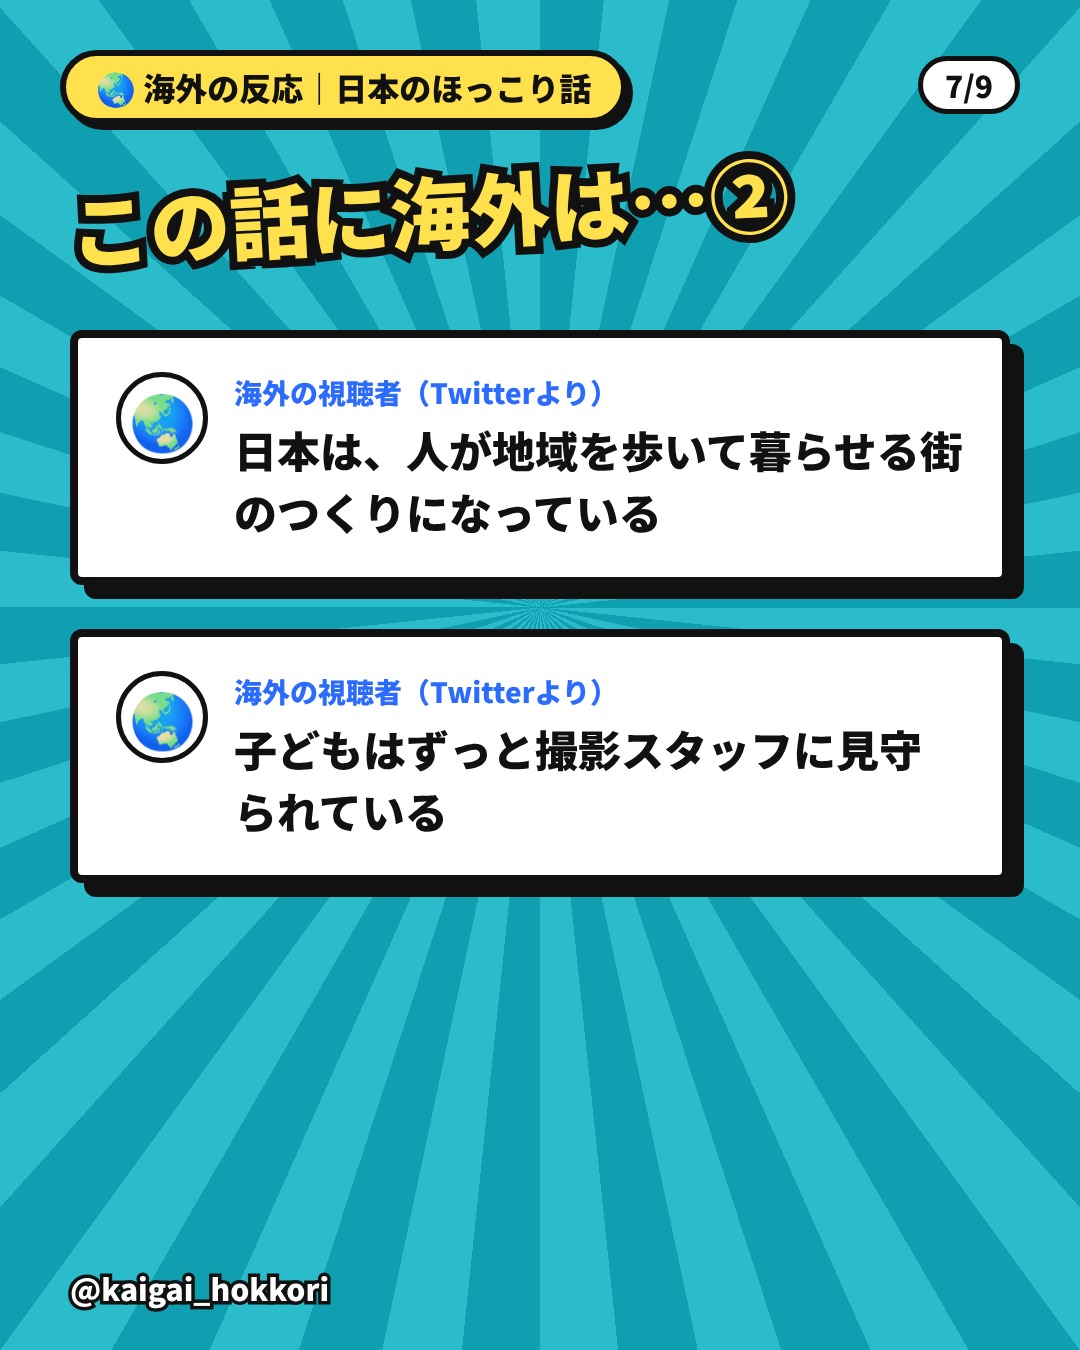 🌏 海外の反応｜日本のほっこり話
7/9
この話に海外は…②
海外の視聴者（Twitterより）
日本は、人が地域を歩いて暮らせる街
のつくりになっている
海外の視聴者（Twitterより）
子どもはずっと撮影スタッフに見守
られている
@kaigai_hokkori